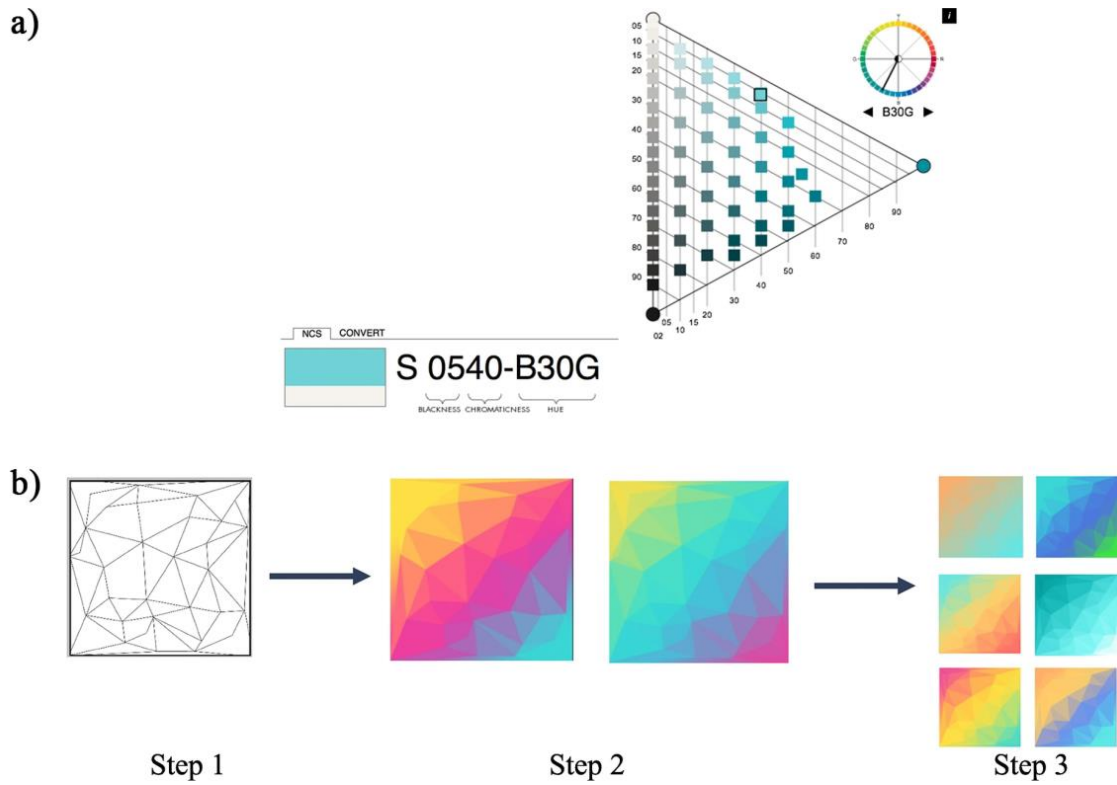 a)
05
10
15
20
30
40
50
60
70
80
90
90
80
70
60
50
40
30
20
15
10
05
02
i
Y
G
R
B
◀ B30G ▶
NCS CONVERT
S 0540-B30G
BLACKNESS CHROMATICNESS HUE
b)
Step 1 Step 2 Step 3